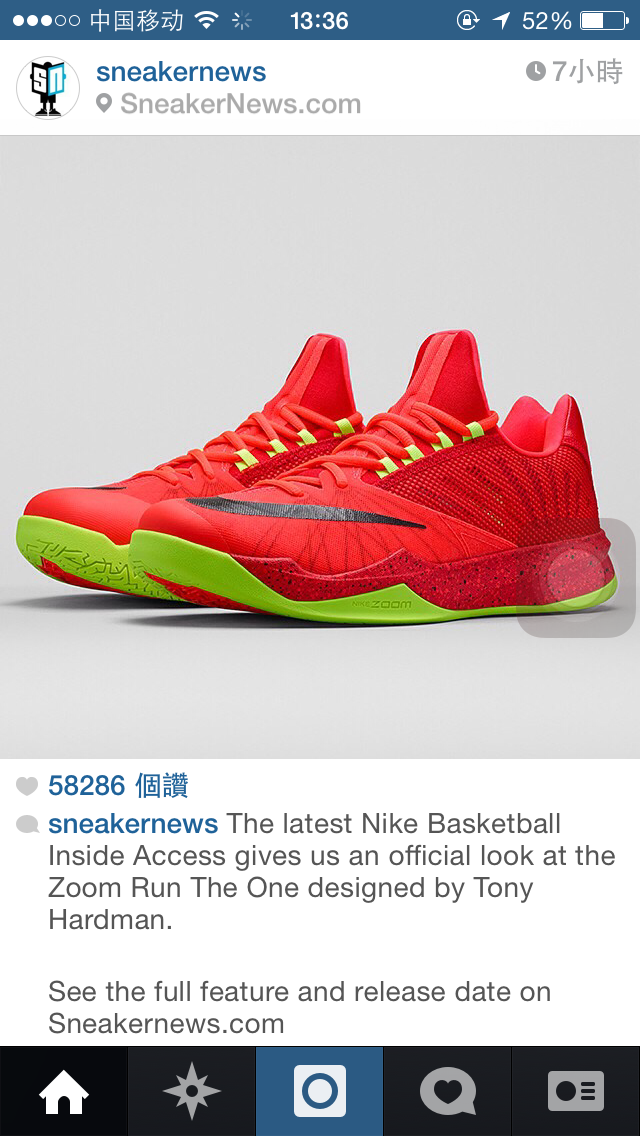 中国移动 13:36 52%
SN
sneakernews 7小時
SneakerNews.com
NIKE ZOOM
58286 個讚
sneakernews The latest Nike Basketball
Inside Access gives us an official look at the
Zoom Run The One designed by Tony
Hardman.
See the full feature and release date on
Sneakernews.com